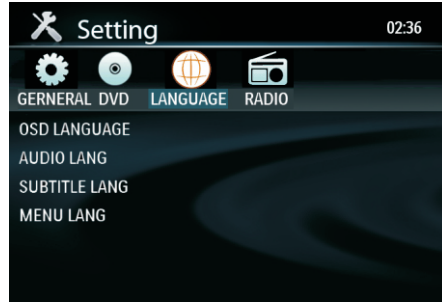 Setting 02:36
GERNERAL DVD LANGUAGE RADIO
OSD LANGUAGE
AUDIO LANG
SUBTITLE LANG
MENU LANG